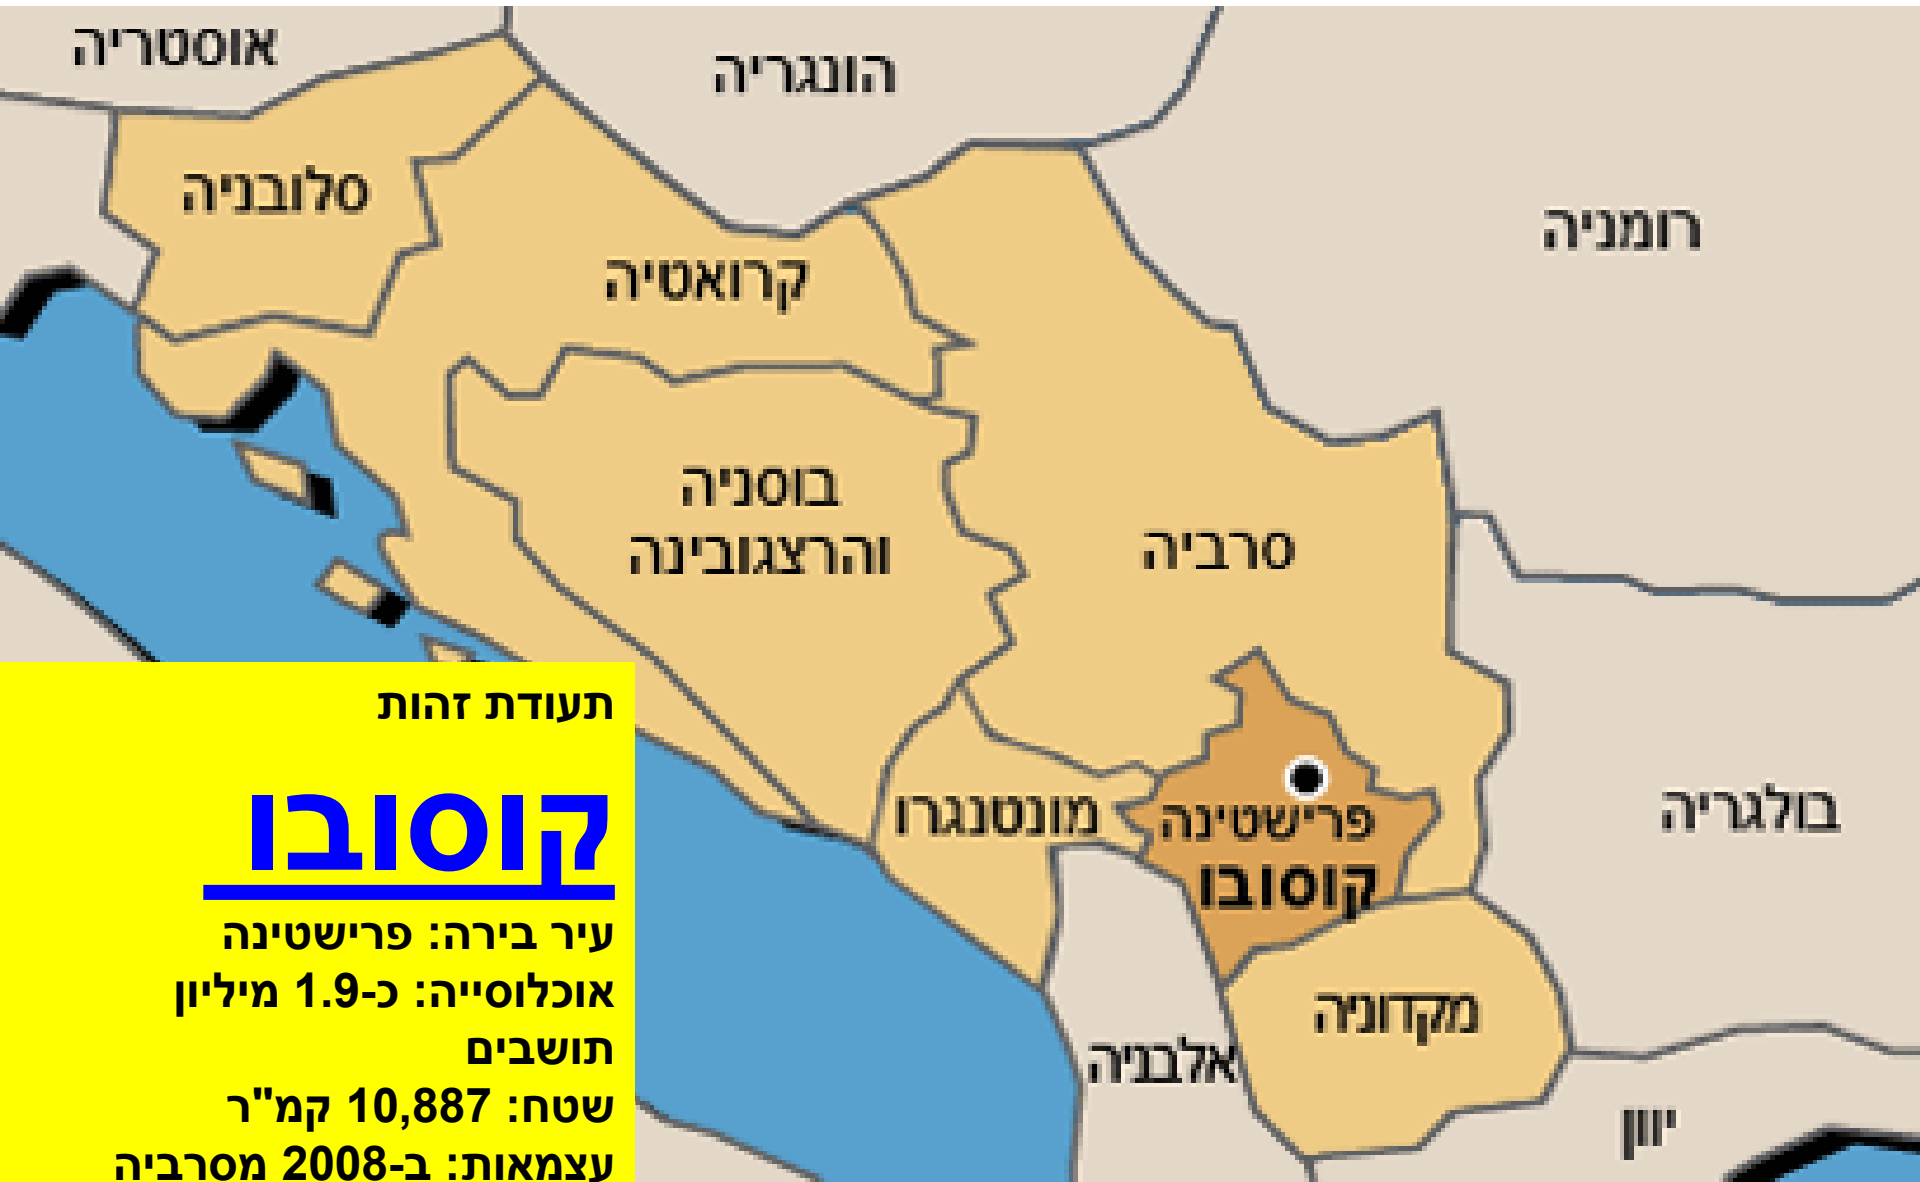 אוסטריה
הונגריה
סלובניה
רומניה
קרואטיה
בוסניה
והרצגובינה
סרביה
מונטנגרו
פרישטינה
קוסובו
בולגריה
מקדוניה
אלבניה
יוון
תעודת זהות
קוסובו
עיר בירה: פרישטינה
אוכלוסייה: כ-1.9 מיליון
תושבים
שטח: 10,887 קמ"ר
עצמאות: ב-2008 מסרביה